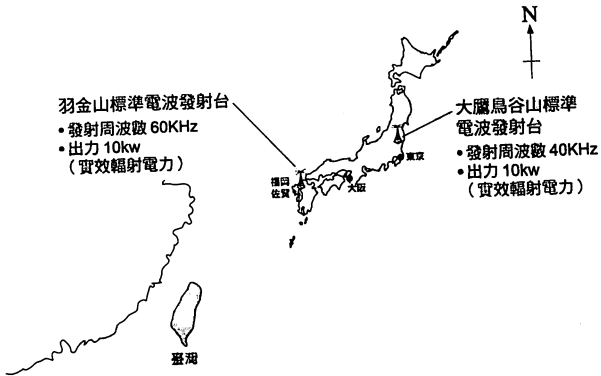 N
羽金山標準電波發射台
• 發射周波數 60KHz
• 出力 10kw
（實效輻射電力）
大鷹鳥谷山標準
電波發射台
• 發射周波數 40KHz
• 出力 10kw
（實效輻射電力）
東京
大阪
福岡
佐賀
臺灣